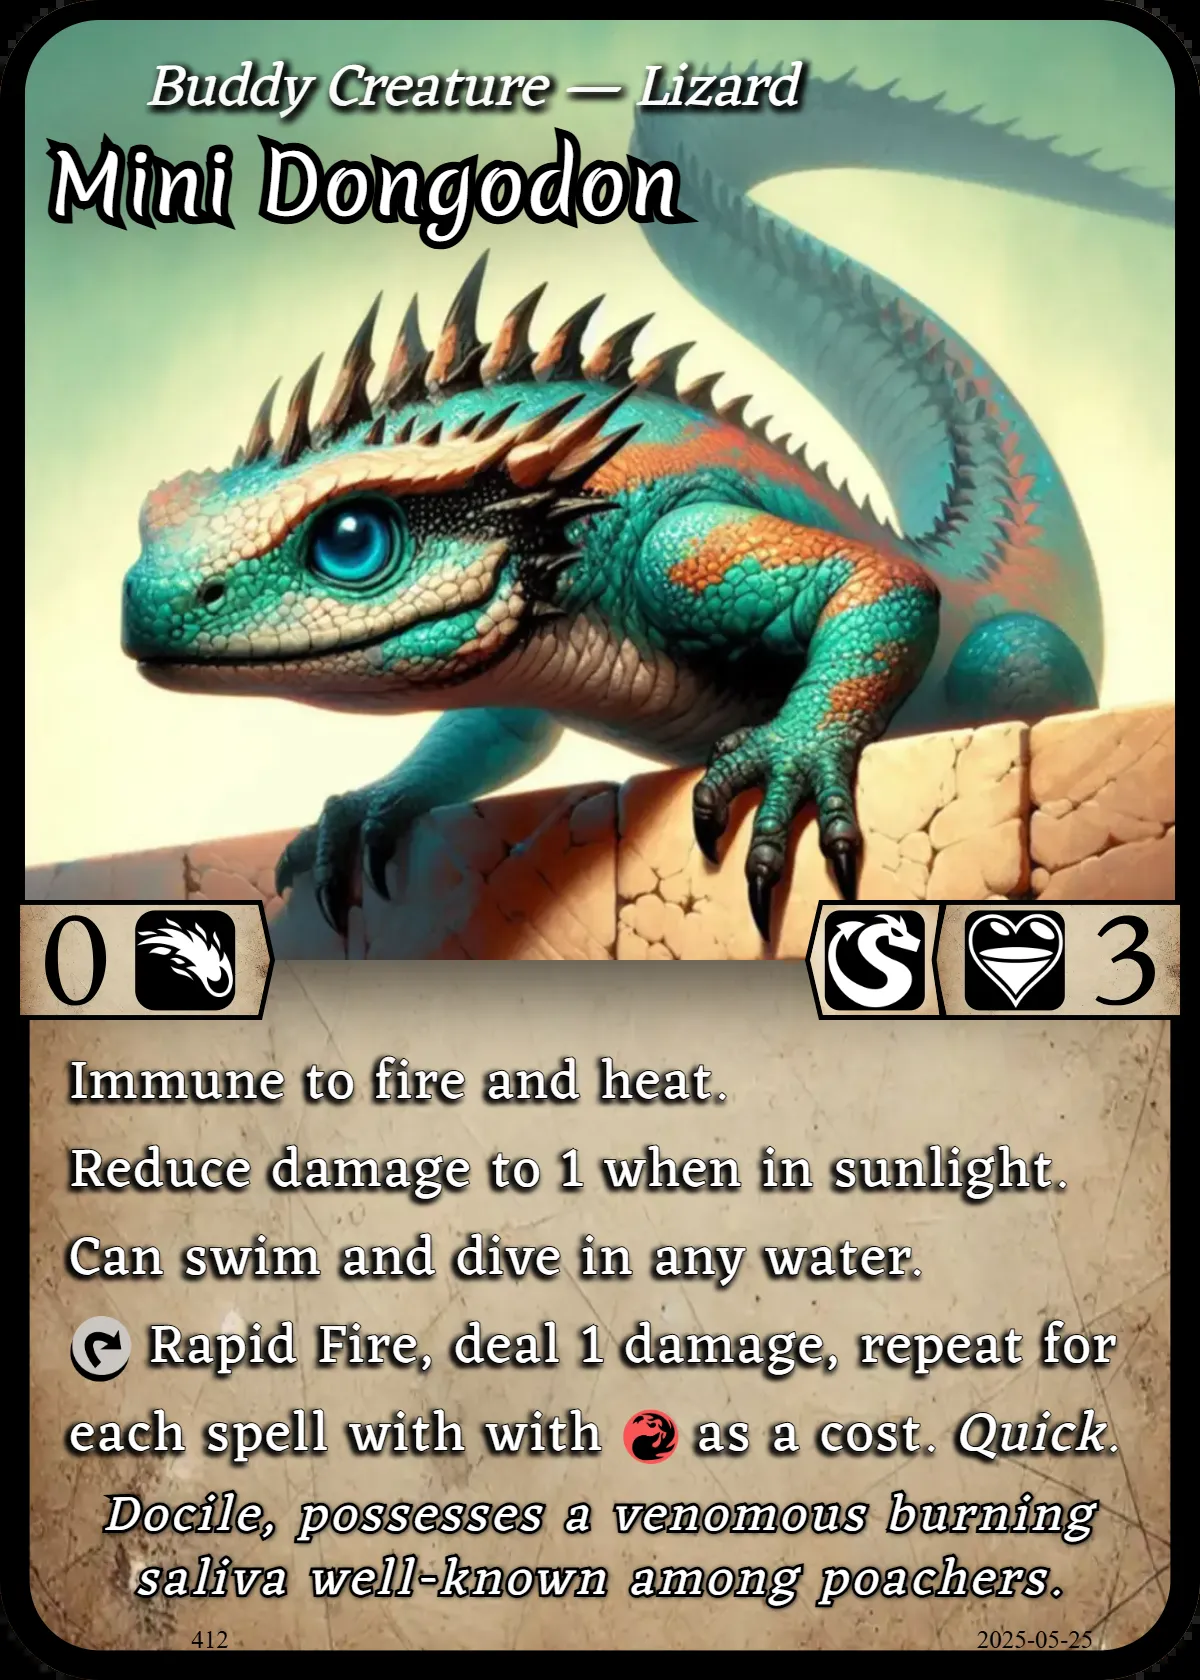 Buddy Creature — Lizard
Mini Dongodon
0
3
Immune to fire and heat.
Reduce damage to 1 when in sunlight.
Can swim and dive in any water.
Rapid Fire, deal 1 damage, repeat for
each spell with with as a cost. Quick.
Docile, possesses a venomous burning
saliva well-known among poachers.
412
2025-05-25